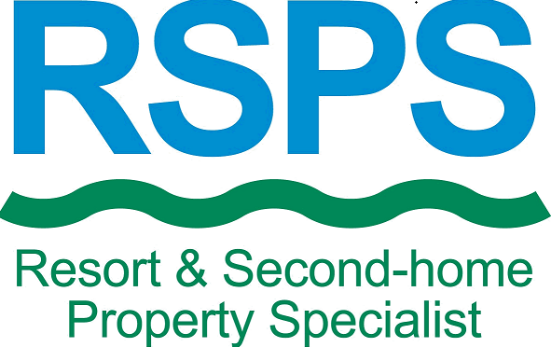 RSPS
Resort & Second-home
Property Specialist